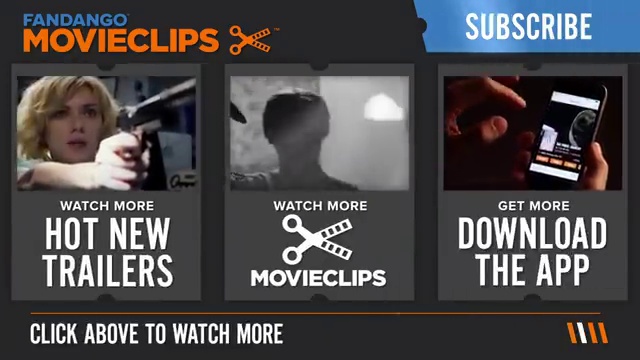 FANDANGO
MOVIECLIPS
SUBSCRIBE
WATCH MORE
HOT NEW
TRAILERS
WATCH MORE
MOVIECLIPS
GET MORE
DOWNLOAD
THE APP
CLICK ABOVE TO WATCH MORE